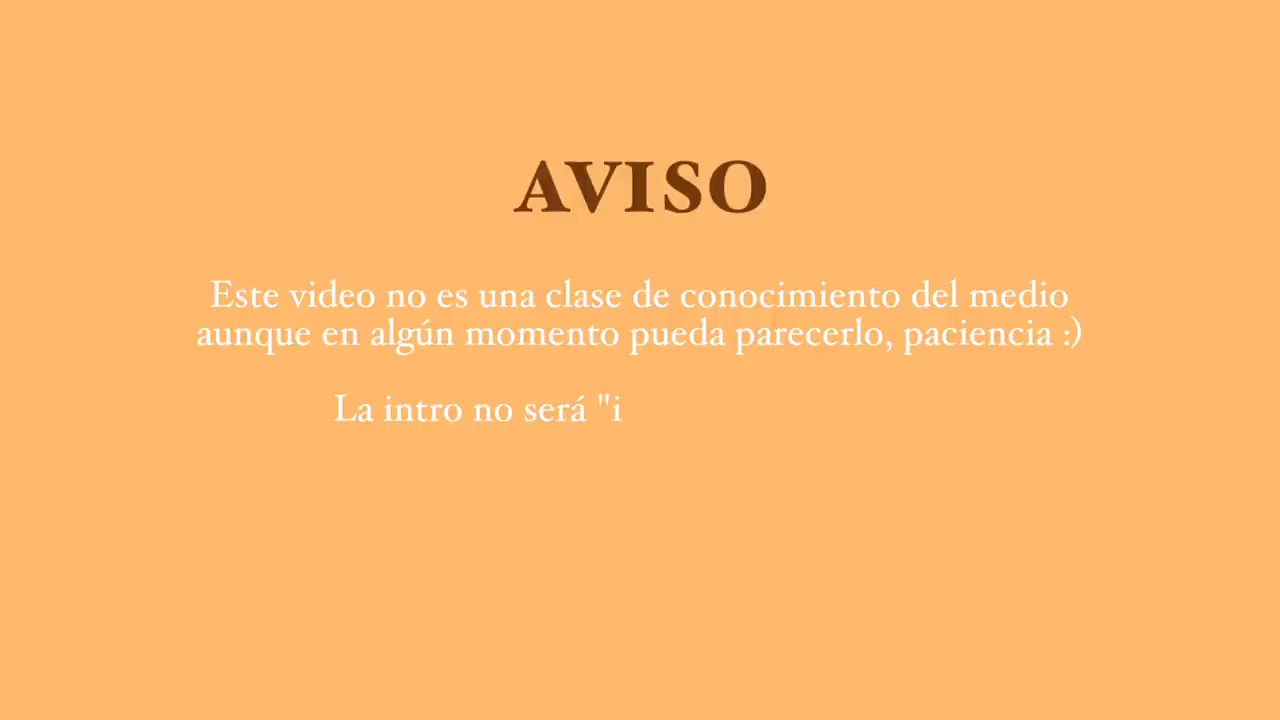 AVISO
Este video no es una clase de conocimiento del medio
aunque en algún momento pueda parecerlo, paciencia :)
La intro no será "i